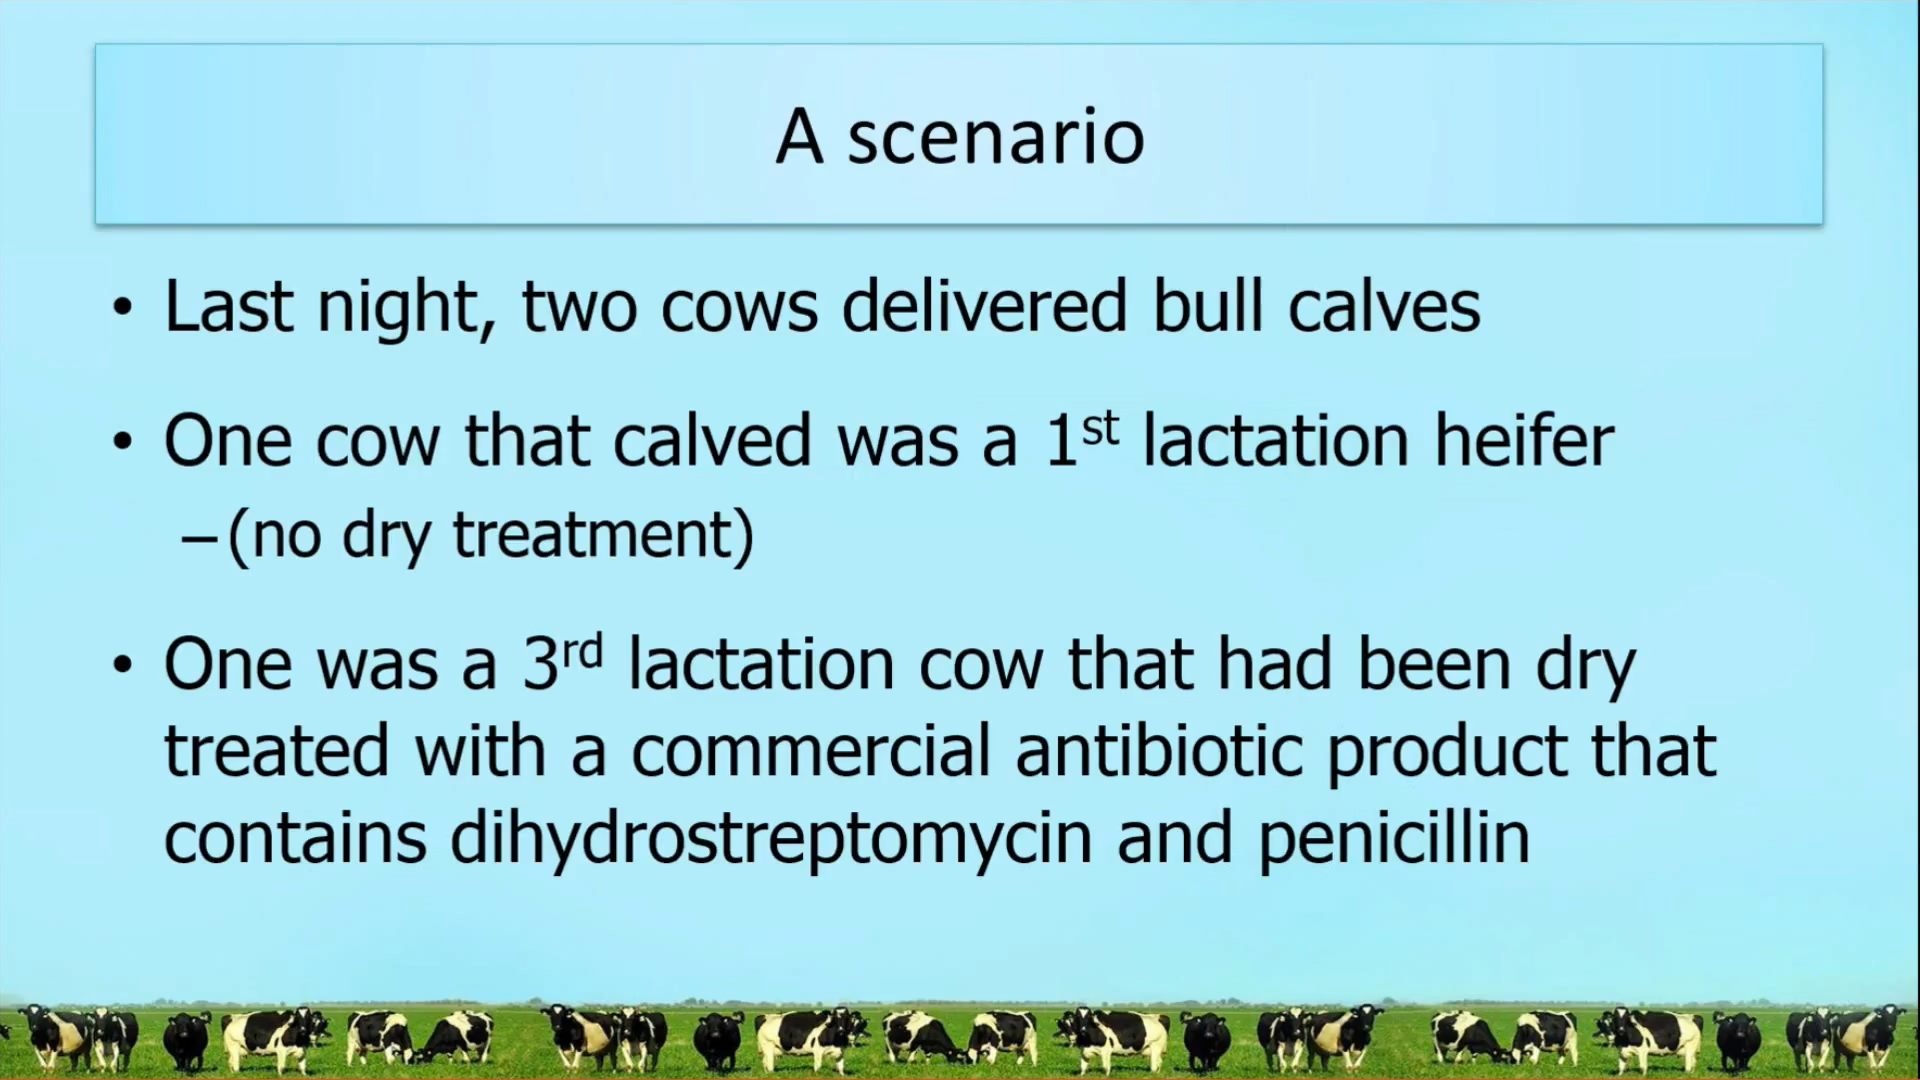 A scenario
• Last night, two cows delivered bull calves
• One cow that calved was a 1st lactation heifer
–(no dry treatment)
• One was a 3rd lactation cow that had been dry
treated with a commercial antibiotic product that
contains dihydrostreptomycin and penicillin